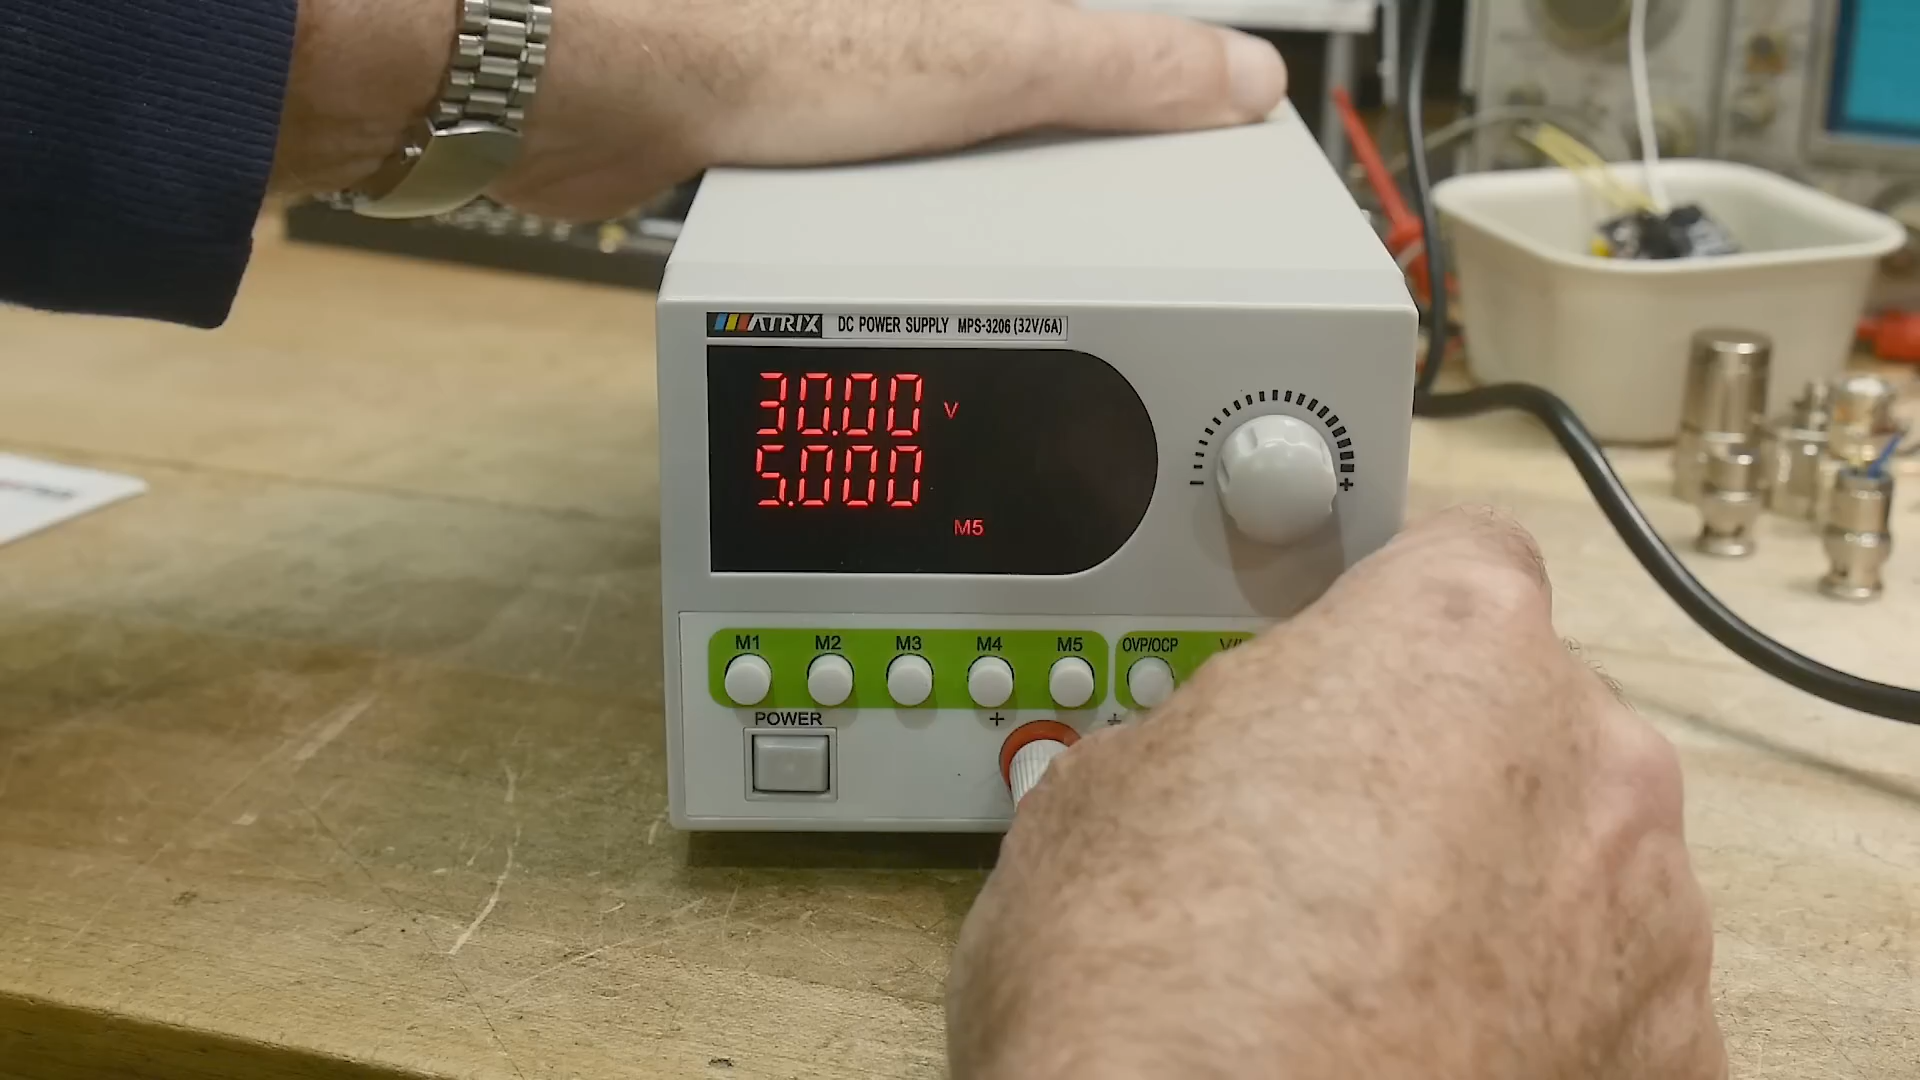 MATRIX DC POWER SUPPLY MPS-3206 (32V/6A)
30.00 V
5.000
M5
M1 M2 M3 M4 M5 OVP/OCP
POWER + +
- +